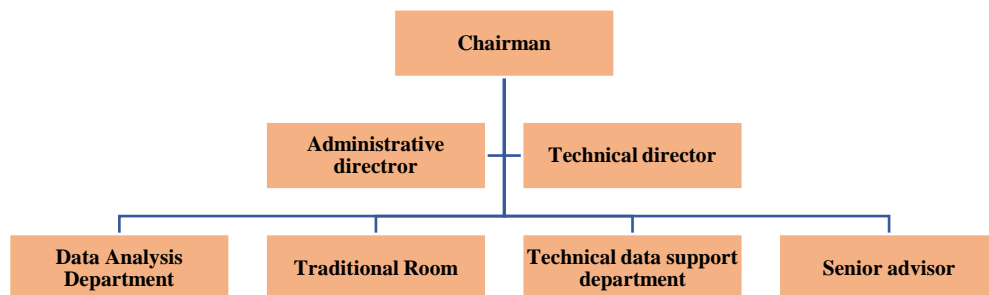 Chairman
Administrative
directror
Technical director
Data Analysis
Department
Traditional Room
Technical data support
department
Senior advisor